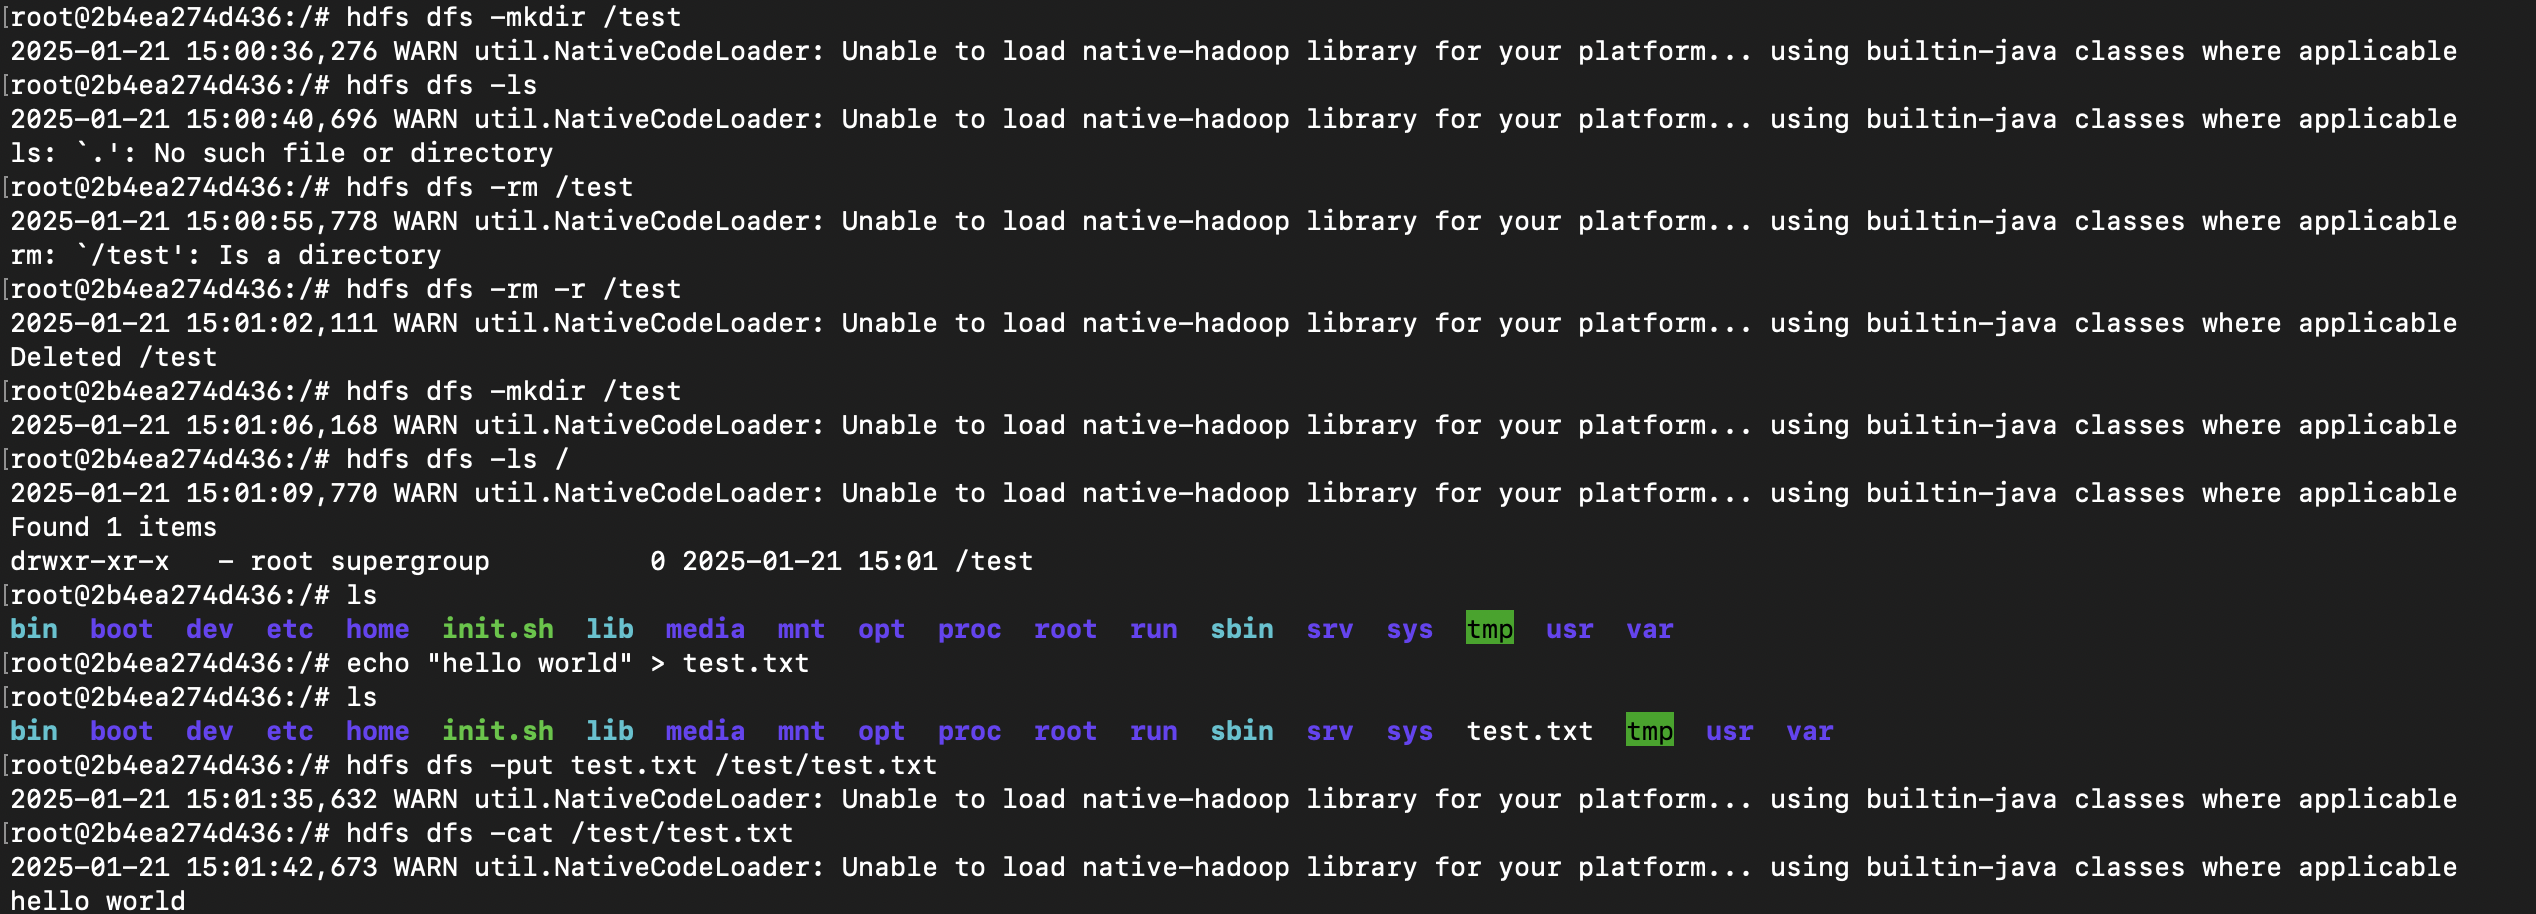 [root@2b4ea274d436:/# hdfs dfs -mkdir /test
2025-01-21 15:00:36,276 WARN util.NativeCodeLoader: Unable to load native-hadoop library for your platform... using builtin-java classes where applicable
[root@2b4ea274d436:/# hdfs dfs -ls
2025-01-21 15:00:40,696 WARN util.NativeCodeLoader: Unable to load native-hadoop library for your platform... using builtin-java classes where applicable
ls: `.': No such file or directory
[root@2b4ea274d436:/# hdfs dfs -rm /test
2025-01-21 15:00:55,778 WARN util.NativeCodeLoader: Unable to load native-hadoop library for your platform... using builtin-java classes where applicable
rm: `/test': Is a directory
[root@2b4ea274d436:/# hdfs dfs -rm -r /test
2025-01-21 15:01:02,111 WARN util.NativeCodeLoader: Unable to load native-hadoop library for your platform... using builtin-java classes where applicable
Deleted /test
[root@2b4ea274d436:/# hdfs dfs -mkdir /test
2025-01-21 15:01:06,168 WARN util.NativeCodeLoader: Unable to load native-hadoop library for your platform... using builtin-java classes where applicable
[root@2b4ea274d436:/# hdfs dfs -ls /
2025-01-21 15:01:09,770 WARN util.NativeCodeLoader: Unable to load native-hadoop library for your platform... using builtin-java classes where applicable
Found 1 items
drwxr-xr-x   - root supergroup          0 2025-01-21 15:01 /test
[root@2b4ea274d436:/# ls
bin  boot  dev  etc  home  init.sh  lib  media  mnt  opt  proc  root  run  sbin  srv  sys  tmp  usr  var
[root@2b4ea274d436:/# echo "hello world" > test.txt
[root@2b4ea274d436:/# ls
bin  boot  dev  etc  home  init.sh  lib  media  mnt  opt  proc  root  run  sbin  srv  sys  test.txt  tmp  usr  var
[root@2b4ea274d436:/# hdfs dfs -put test.txt /test/test.txt
2025-01-21 15:01:35,632 WARN util.NativeCodeLoader: Unable to load native-hadoop library for your platform... using builtin-java classes where applicable
[root@2b4ea274d436:/# hdfs dfs -cat /test/test.txt
2025-01-21 15:01:42,673 WARN util.NativeCodeLoader: Unable to load native-hadoop library for your platform... using builtin-java classes where applicable
hello world